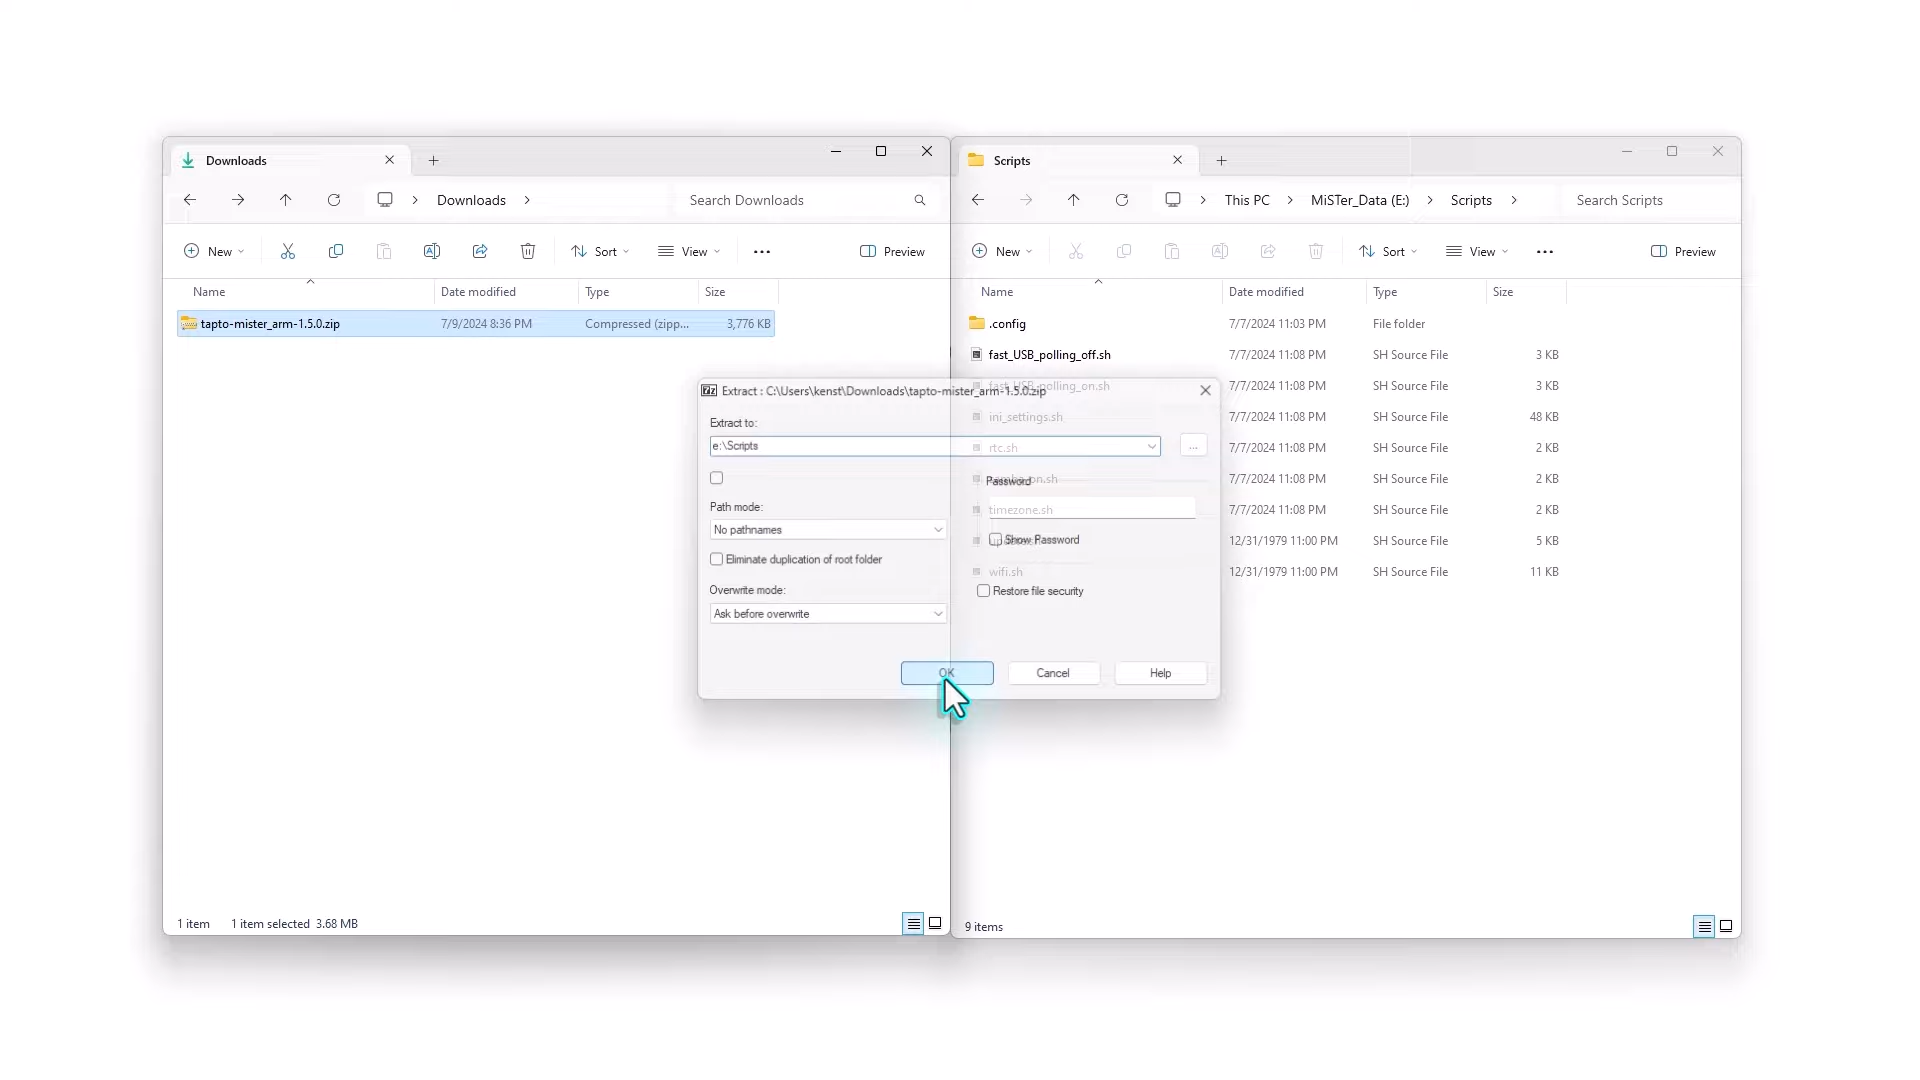 Downloads
Downloads
Search Downloads
New
Sort
View
Preview
Name
Date modified
Type
Size
tapto-mister_arm-1.5.0.zip
7/9/2024 8:36 PM
Compressed (zipp...
3,776 KB
1 item
1 item selected 3.68 MB
Scripts
This PC
MiSTer_Data (E:)
Scripts
Search Scripts
New
Sort
View
Preview
Name
Date modified
Type
Size
.config
7/7/2024 11:03 PM
File folder
fast_USB_polling_off.sh
7/7/2024 11:08 PM
SH Source File
3 KB
fast_USB_polling_on.sh
7/7/2024 11:08 PM
SH Source File
3 KB
ini_settings.sh
7/7/2024 11:08 PM
SH Source File
48 KB
rtc.sh
7/7/2024 11:08 PM
SH Source File
2 KB
7/7/2024 11:08 PM
SH Source File
2 KB
timezone.sh
7/7/2024 11:08 PM
SH Source File
2 KB
12/31/1979 11:00 PM
SH Source File
5 KB
wifi.sh
12/31/1979 11:00 PM
SH Source File
11 KB
9 items
Extract : C:\Users\kenst\Downloads\tapto-mister_arm-1.5.0.zip
Extract to:
e:\Scripts
...
Path mode:
No pathnames
Eliminate duplication of root folder
Overwrite mode:
Ask before overwrite
Password
Show Password
Restore file security
OK
Cancel
Help